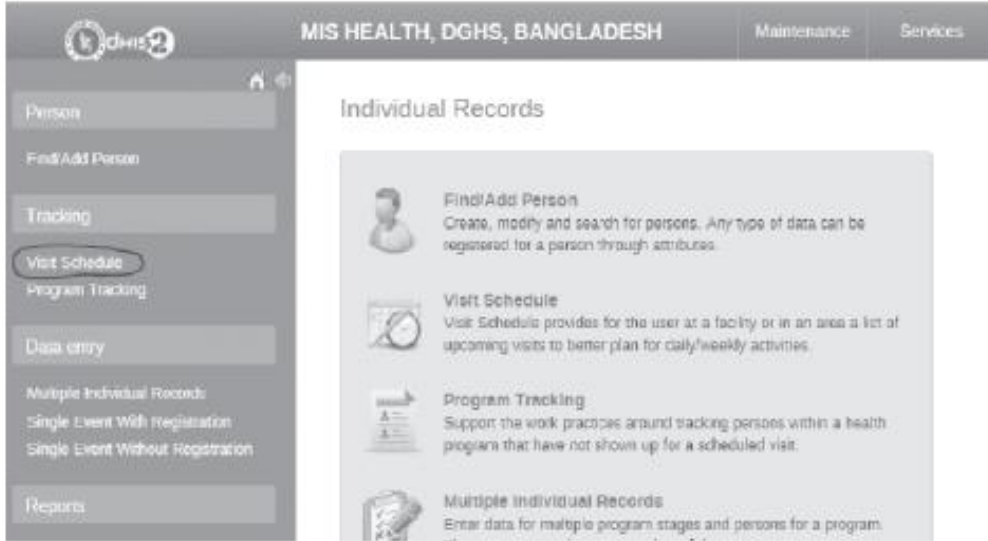 dHIS2
MIS HEALTH, DGHS, BANGLADESH
Maintenance
Services
Person
Find/Add Person
Tracking
Visit Schedule
Program Tracking
Data entry
Multiple Individual Records
Single Event With Registration
Single Event Without Registration
Reports
Individual Records
Find/Add Person
Create, modify and search for persons. Any type of data can be
registered for a person through attributes.
Visit Schedule
Visit Schedule provides for the user at a facility or in an area a list of
upcoming visits to better plan for daily/weekly activities.
Program Tracking
Support the work practices around tracking persons within a health
program that have not shown up for a scheduled visit.
Multiple Individual Records
Enter data for multiple program stages and persons for a program.